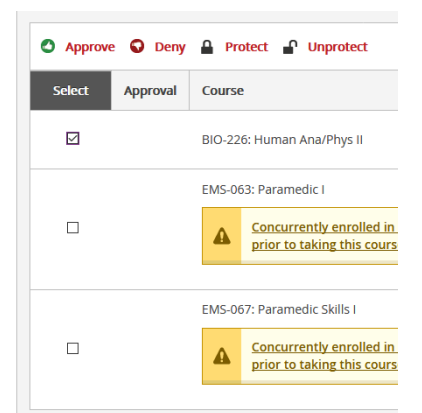 Approve Deny Protect Unprotect
Select Approval Course
BIO-226: Human Ana/Phys II
EMS-063: Paramedic I
Concurrently enrolled in
prior to taking this cours
EMS-067: Paramedic Skills I
Concurrently enrolled in
prior to taking this cours